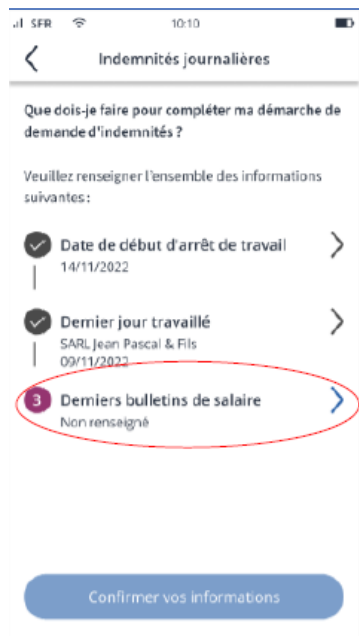 SFR 10:10
Indemnités journalières
Que dois-je faire pour compléter ma démarche de
demande d'indemnités ?
Veuillez renseigner l'ensemble des informations
suivantes :
Date de début d'arrêt de travail
14/11/2022
Dernier jour travaillé
SARL Jean Pascal & Fils
09/11/2022
3 Derniers bulletins de salaire
Non renseigné
Confirmer vos informations